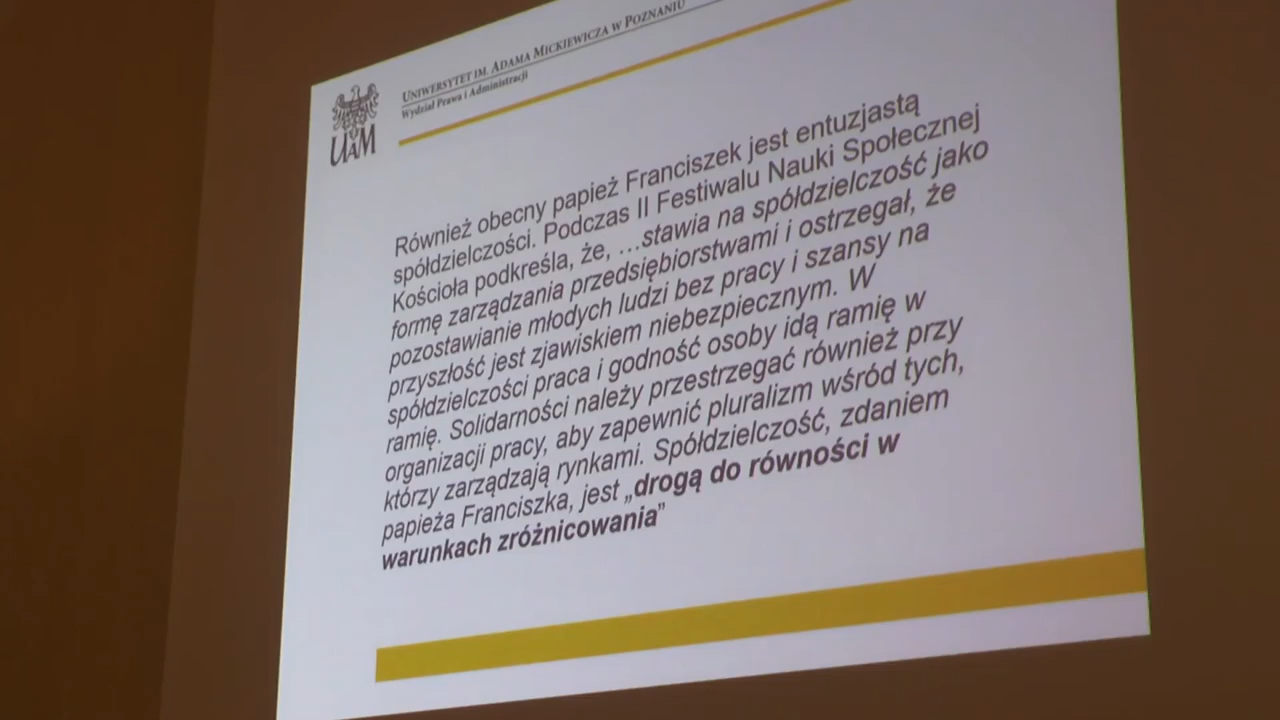 UNIWERSYTET IM. ADAMA MICKIEWICZA W POZNANIU
Wydział Prawa i Administracji
UAM
Również obecny papież Franciszek jest entuzjastą
spółdzielczości. Podczas II Festiwalu Nauki Społecznej
Kościoła podkreśla, że, …stawia na spółdzielczość jako
formę zarządzania przedsiębiorstwami i ostrzegał, że
pozostawianie młodych ludzi bez pracy i szansy na
przyszłość jest zjawiskiem niebezpiecznym. W
spółdzielczości praca i godność osoby idą ramię w
ramię. Solidarności należy przestrzegać również przy
organizacji pracy, aby zapewnić pluralizm wśród tych,
którzy zarządzają rynkami. Spółdzielczość, zdaniem
papieża Franciszka, jest „drogą do równości w
warunkach zróżnicowania”